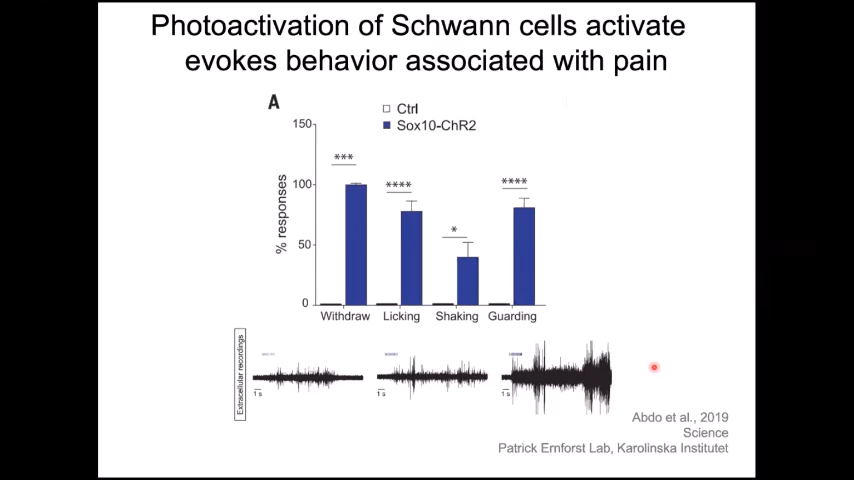 Photoactivation of Schwann cells activate
evokes behavior associated with pain
A
Ctrl
Sox10-ChR2
150
100
50
0
% responses
***
****
*
****
Withdraw Licking Shaking Guarding
Extracellular recordings
1 s
1 s
1 s
Abdo et al., 2019
Science
Patrick Ernforst Lab, Karolinska Institutet